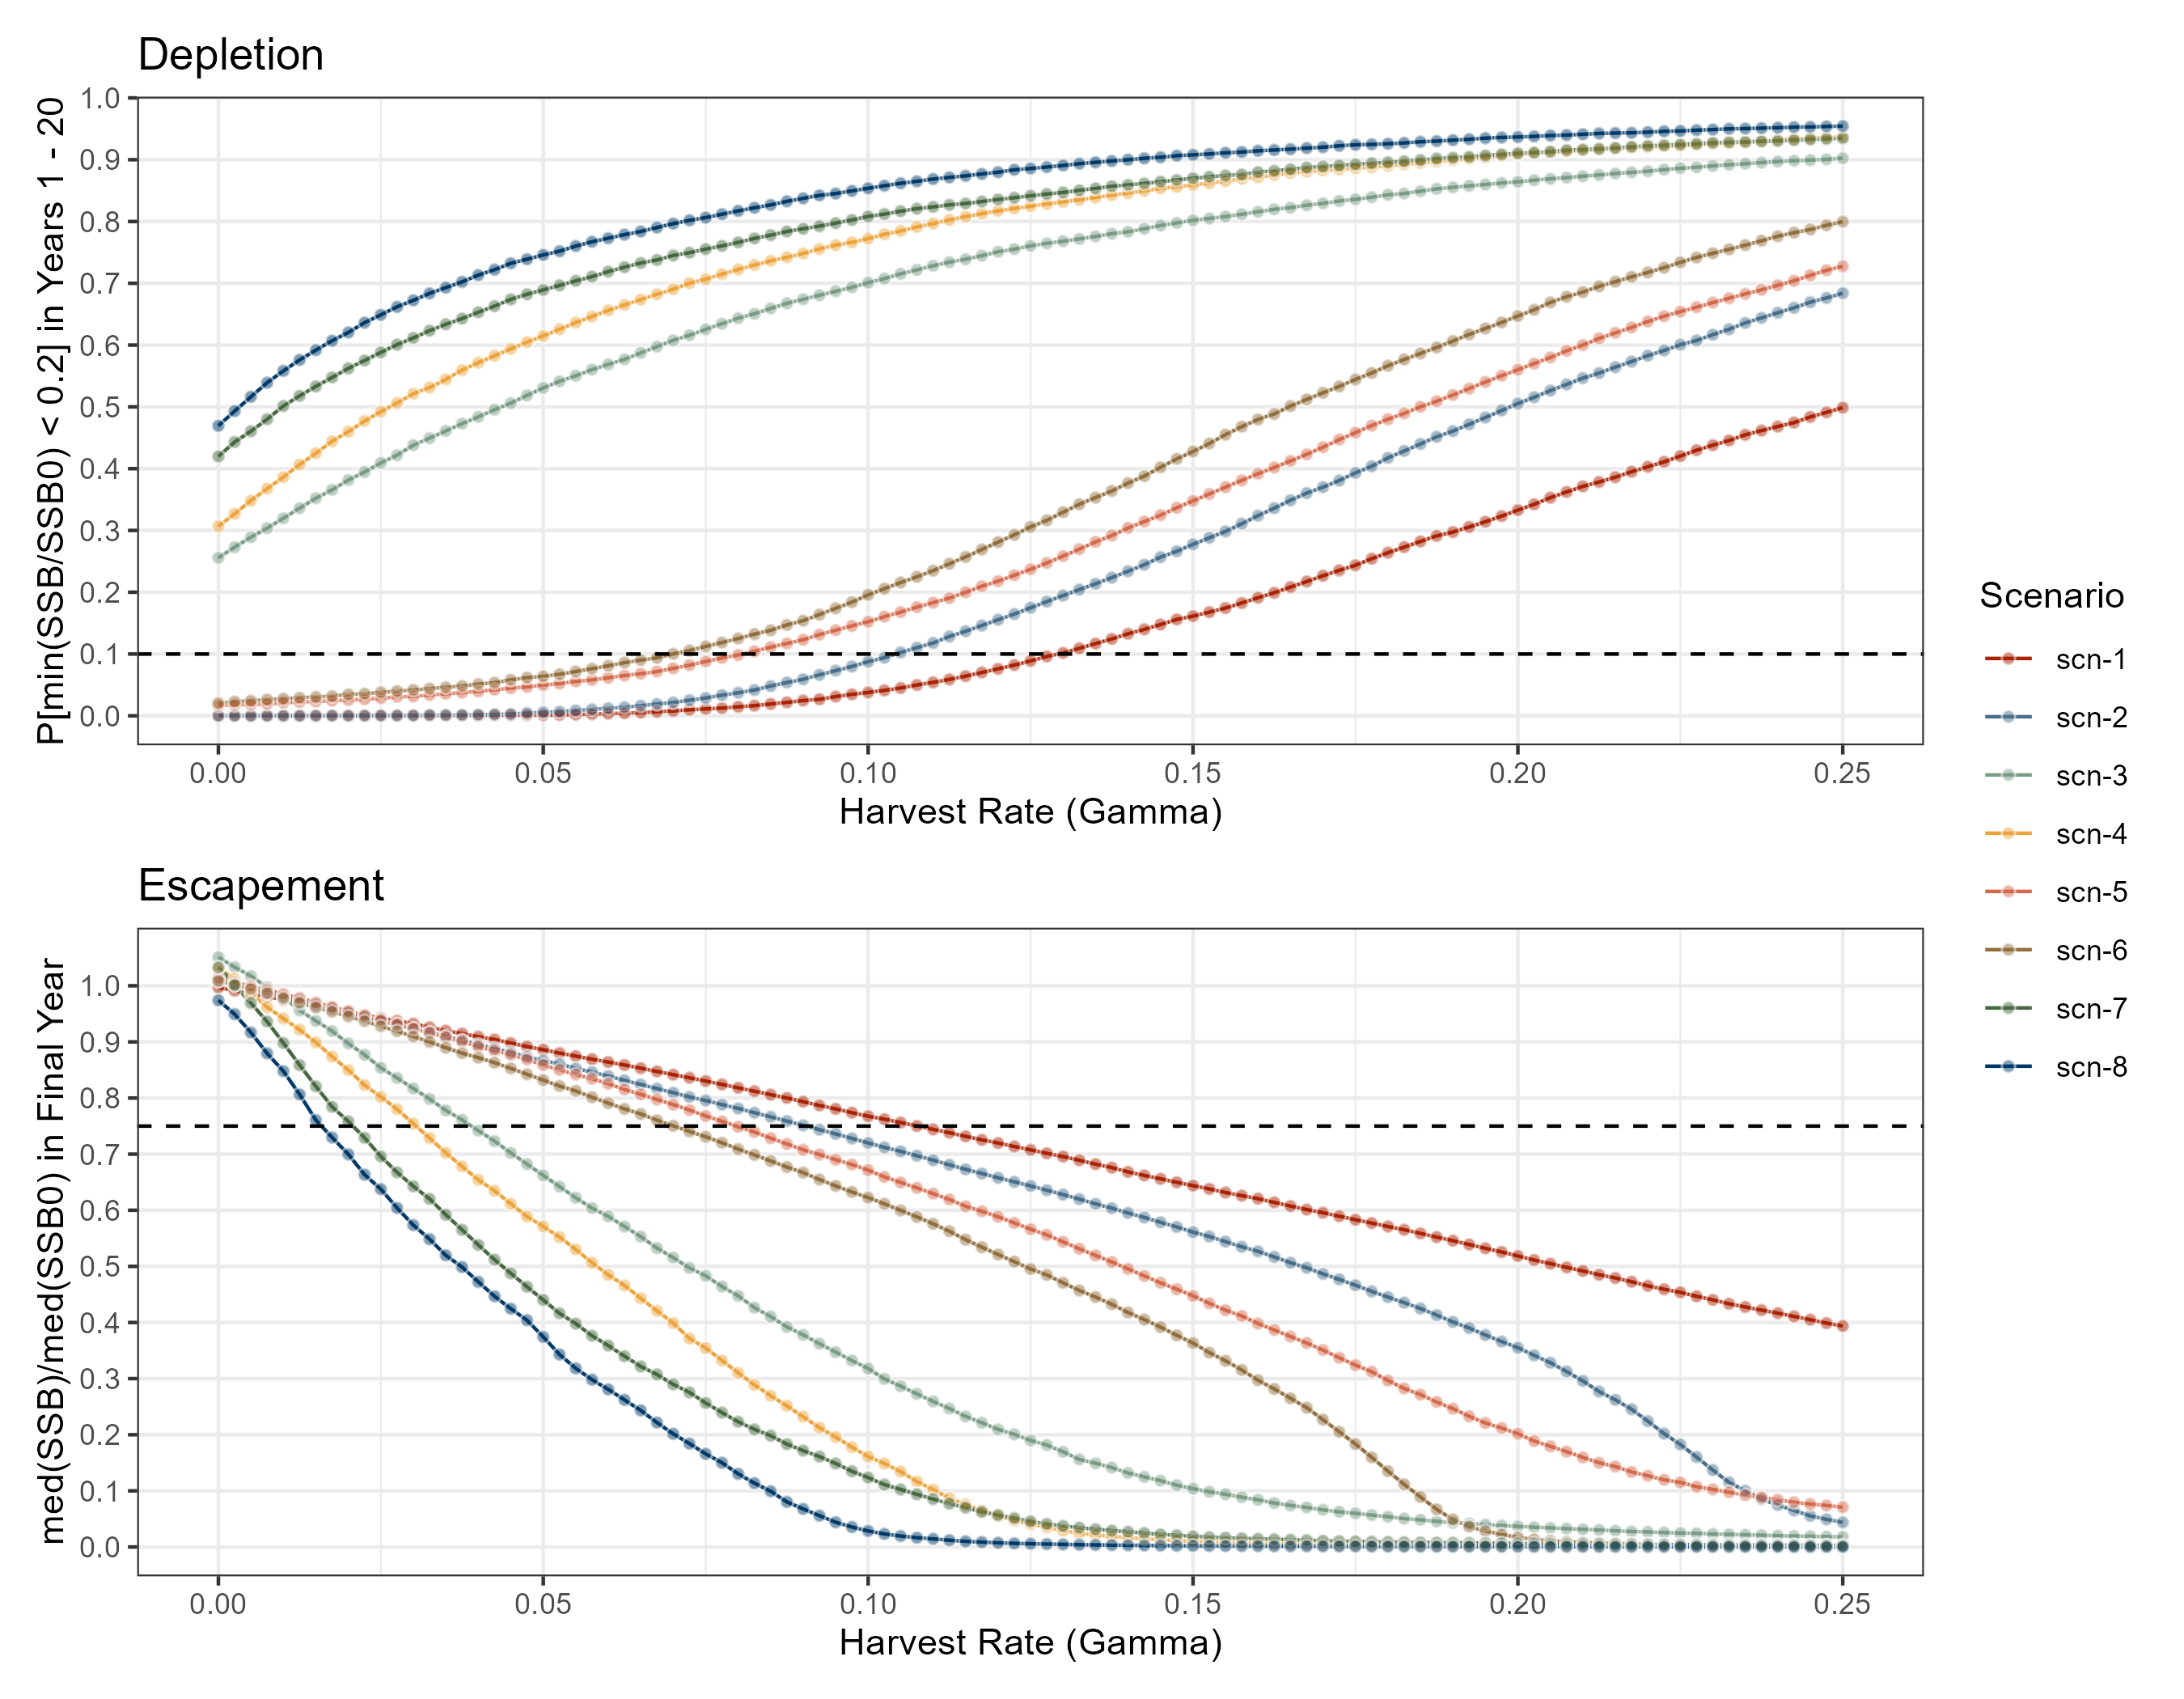 Depletion
P[min(SSB/SSB0) < 0.2] in Years 1 - 20
1.0
0.9
0.8
0.7
0.6
0.5
0.4
0.3
0.2
0.1
0.0
0.00 0.05 0.10 0.15 0.20 0.25
Harvest Rate (Gamma)
Escapement
med(SSB)/med(SSB0) in Final Year
1.0
0.9
0.8
0.7
0.6
0.5
0.4
0.3
0.2
0.1
0.0
0.00 0.05 0.10 0.15 0.20 0.25
Harvest Rate (Gamma)
Scenario
scn-1
scn-2
scn-3
scn-4
scn-5
scn-6
scn-7
scn-8